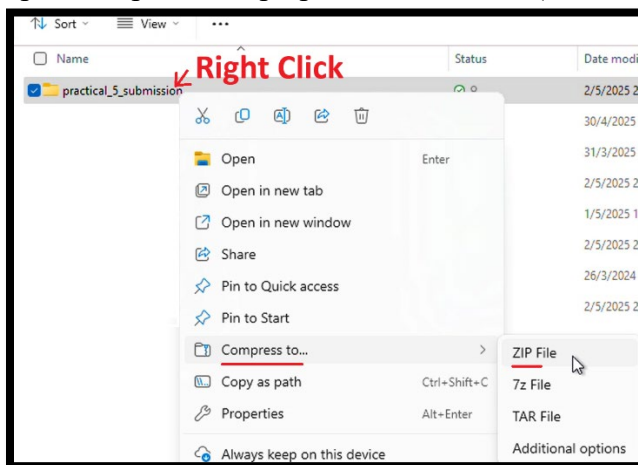 Sort View ...
Name Status Date modi
Right Click
practical_5_submission 2/5/2025 2
30/4/2025
31/3/2025
2/5/2025 2
1/5/2025 1
2/5/2025 2
26/3/2024
2/5/2025 2
Open Enter
Open in new tab
Open in new window
Share
Pin to Quick access
Pin to Start
Compress to...
ZIP File
Copy as path Ctrl+Shift+C
7z File
Properties Alt+Enter
TAR File
Always keep on this device
Additional options